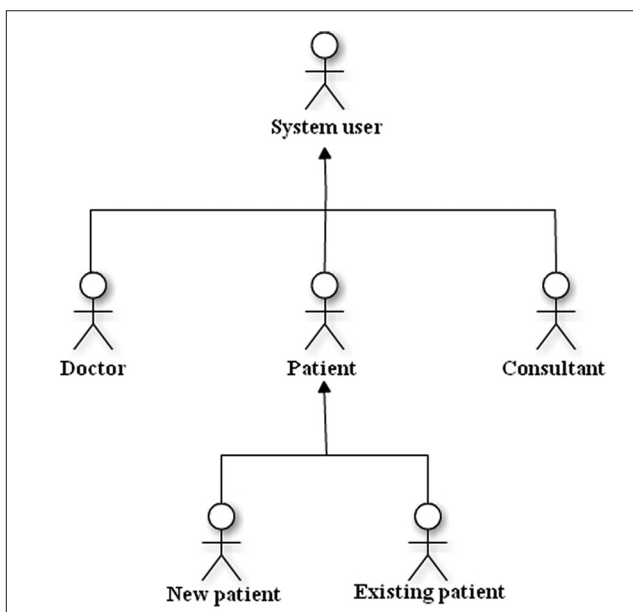 System user
Doctor
Patient
Consultant
New patient
Existing patient